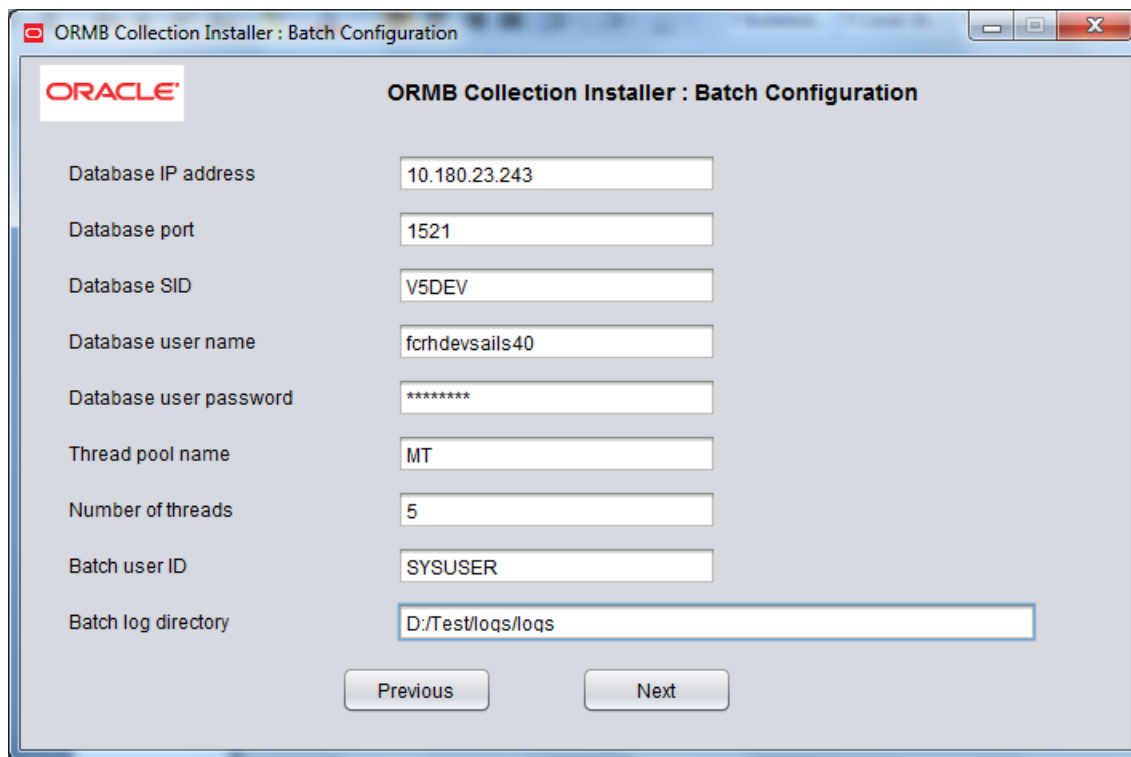 ORMB Collection Installer : Batch Configuration
ORACLE®
ORMB Collection Installer : Batch Configuration
Database IP address 10.180.23.243
Database port 1521
Database SID V5DEV
Database user name fcrhdevsails40
Database user password ********
Thread pool name MT
Number of threads 5
Batch user ID SYSUSER
Batch log directory D:/Test/logs/logs
Previous Next